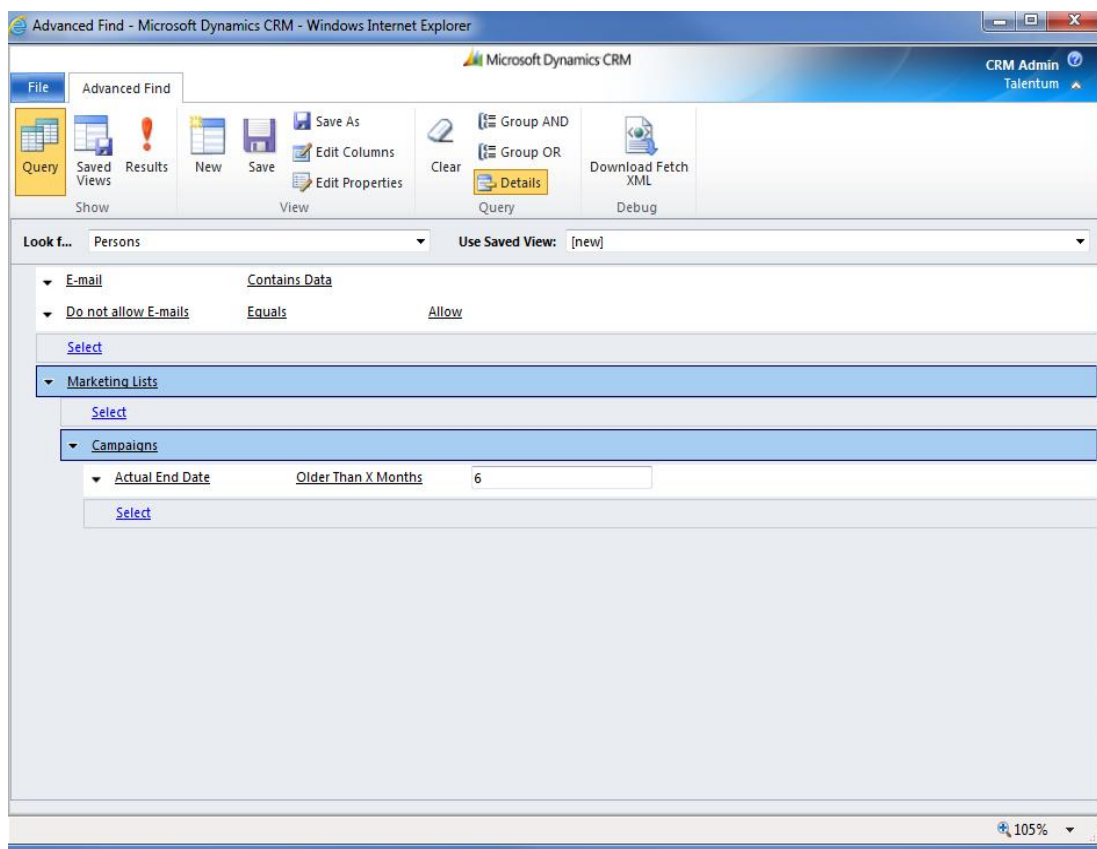 Advanced Find - Microsoft Dynamics CRM - Windows Internet Explorer
Microsoft Dynamics CRM
CRM Admin
Talentum
File Advanced Find
Query
Saved Views
Results
New
Save
Save As
Edit Columns
Edit Properties
Clear
Group AND
Group OR
Details
Download Fetch XML
Show View Query Debug
Look f... Persons Use Saved View: [new]
E-mail Contains Data
Do not allow E-mails Equals Allow
Select
Marketing Lists
Select
Campaigns
Actual End Date Older Than X Months 6
Select
105%